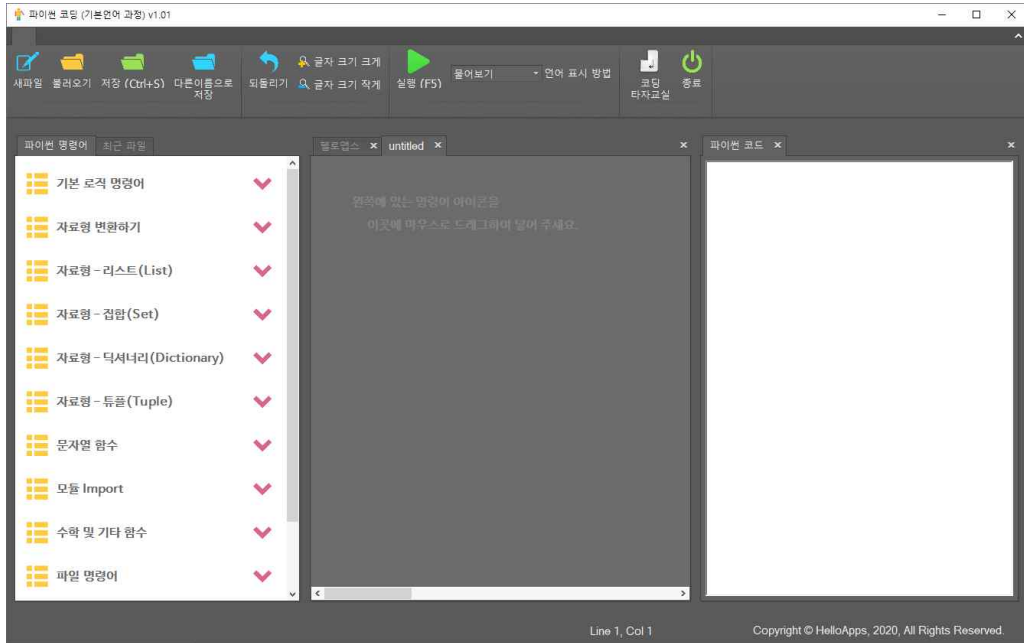 파이썬 코딩 (기본언어 과정) v1.01
새파일
불러오기
저장 (Ctrl+S)
다른이름으로
저장
되돌리기
글자 크기 크게
글자 크기 작게
실행 (F5)
물어보기
언어 표시 방법
코딩
타자교실
종료
파이썬 명령어
최근 파일
헬로앱스
untitled
파이썬 코드
기본 로직 명령어
자료형 변환하기
자료형 - 리스트(List)
자료형 - 집합(Set)
자료형 - 딕셔너리(Dictionary)
자료형 - 튜플(Tuple)
문자열 함수
모듈 Import
수학 및 기타 함수
파일 명령어
왼쪽에 있는 명령어 아이콘을
이곳에 마우스로 드래그하여 넣어 주세요.
Line 1, Col 1
Copyright © HelloApps, 2020, All Rights Reserved.